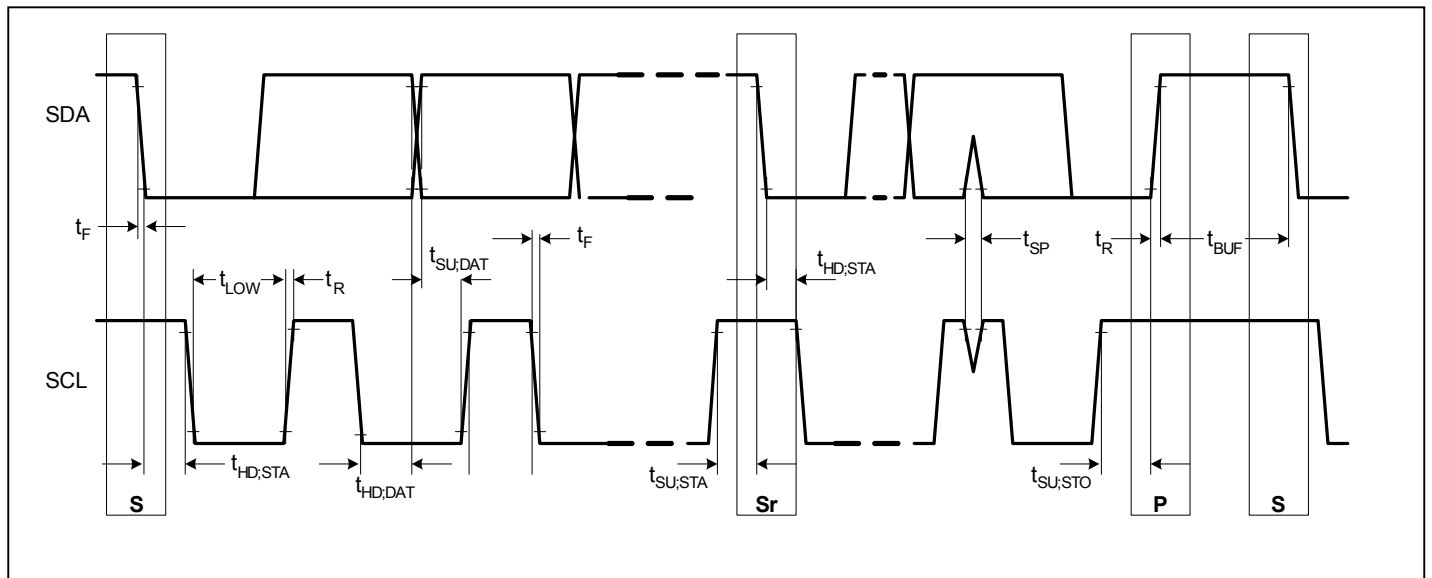 SDA
t_F
t_F
t_SU;DAT
t_LOW
t_R
t_HD;STA
t_SP
t_R
t_BUF
SCL
t_HD;STA
t_HD;DAT
t_SU;STA
t_SU;STO
S
Sr
P
S